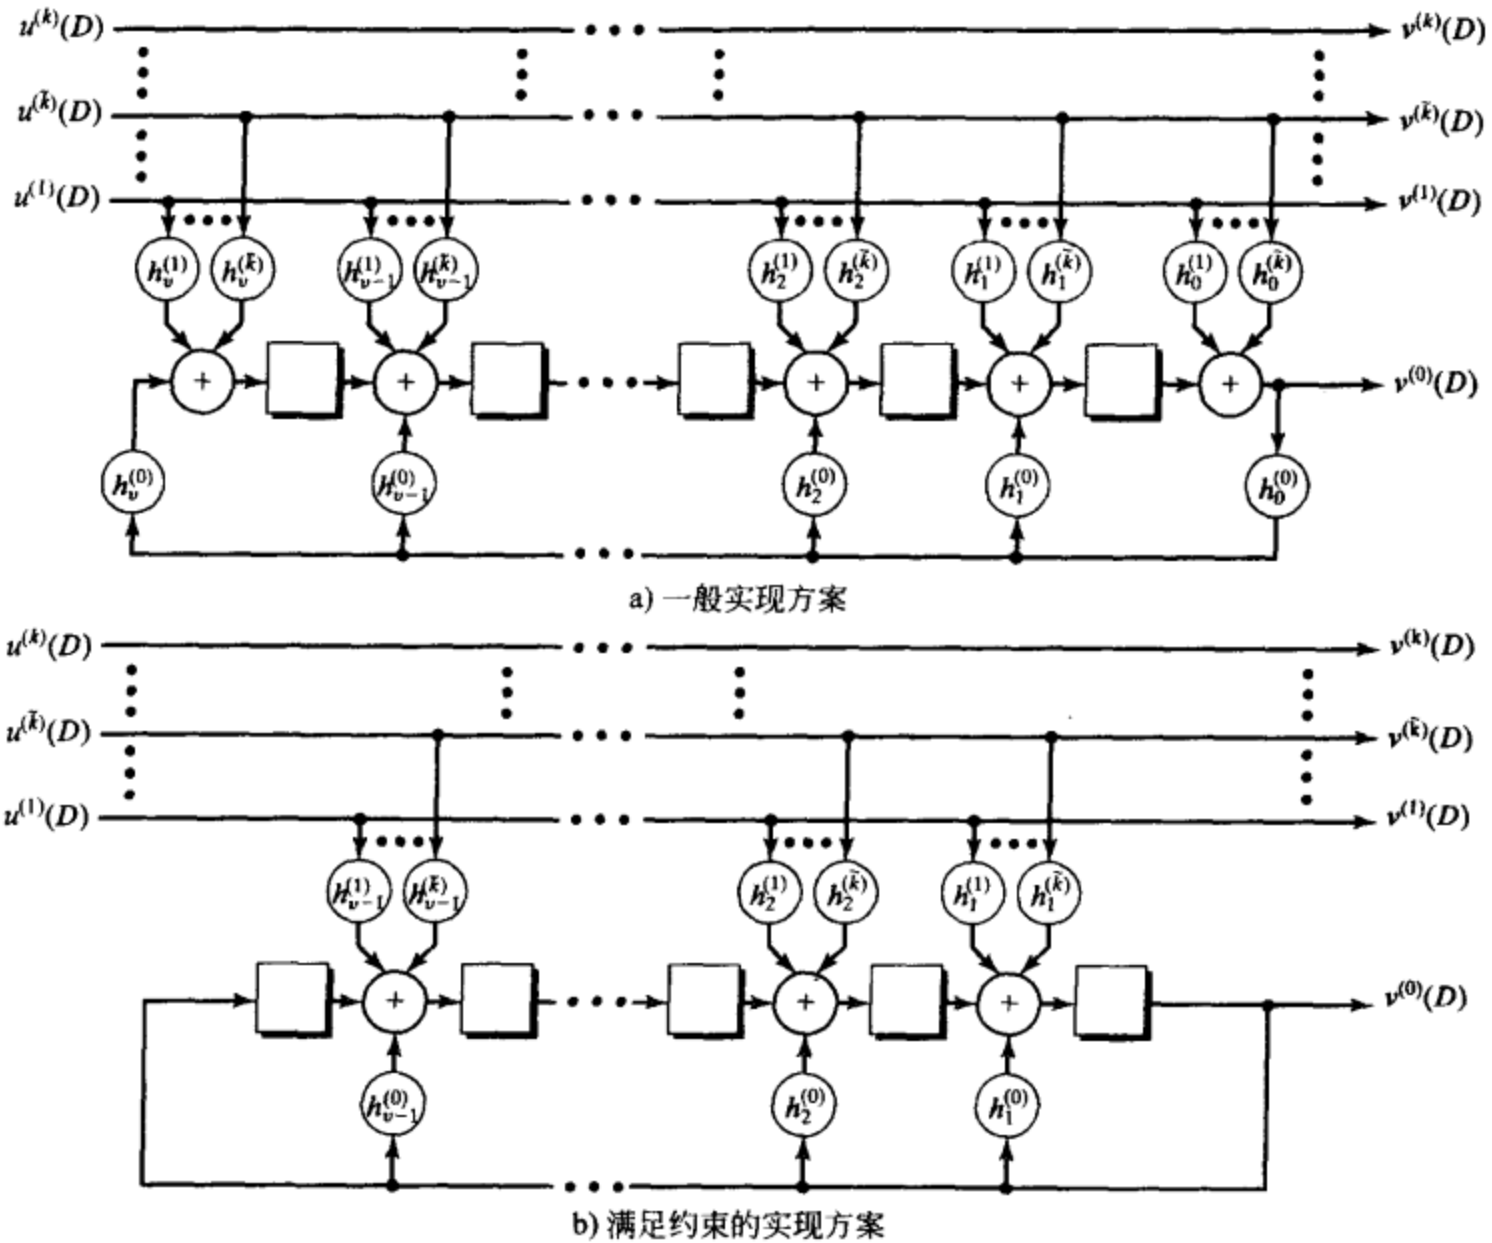 u^{(k)}(D) v^{(k)}(D)
u^{(k̃)}(D) v^{(k̃)}(D)
u^{(1)}(D) v^{(1)}(D)
h_v^{(1)} h_v^{(k̃)} h_{v-1}^{(1)} h_{v-1}^{(k̃)} h_2^{(1)} h_2^{(k̃)} h_1^{(1)} h_1^{(k̃)} h_0^{(1)} h_0^{(k̃)}
+ + + + + v^{(0)}(D)
h_v^{(0)} h_{v-1}^{(0)} h_2^{(0)} h_1^{(0)} h_0^{(0)}
a) 一般实现方案
u^{(k)}(D) v^{(k)}(D)
u^{(k̃)}(D) v^{(k̃)}(D)
u^{(1)}(D) v^{(1)}(D)
h_{v-1}^{(1)} h_{v-1}^{(k̃)} h_2^{(1)} h_2^{(k̃)} h_1^{(1)} h_1^{(k̃)}
+ + + v^{(0)}(D)
h_{v-1}^{(0)} h_2^{(0)} h_1^{(0)}
b) 满足约束的实现方案